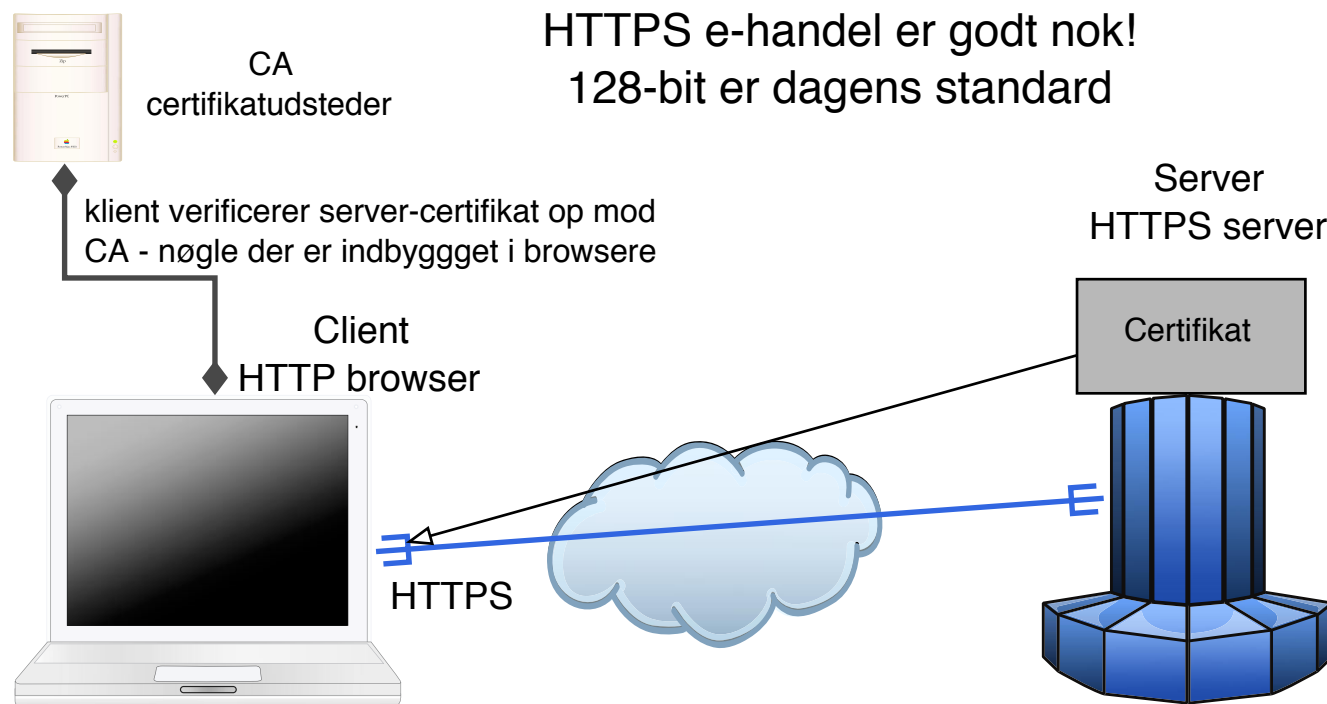 HTTPS e-handel er godt nok!
128-bit er dagens standard
CA
certifikatudsteder
klient verificerer server-certifikat op mod
CA - nøgle der er indbyggget i browsere
Server
HTTPS server
Certifikat
Client
HTTP browser
HTTPS